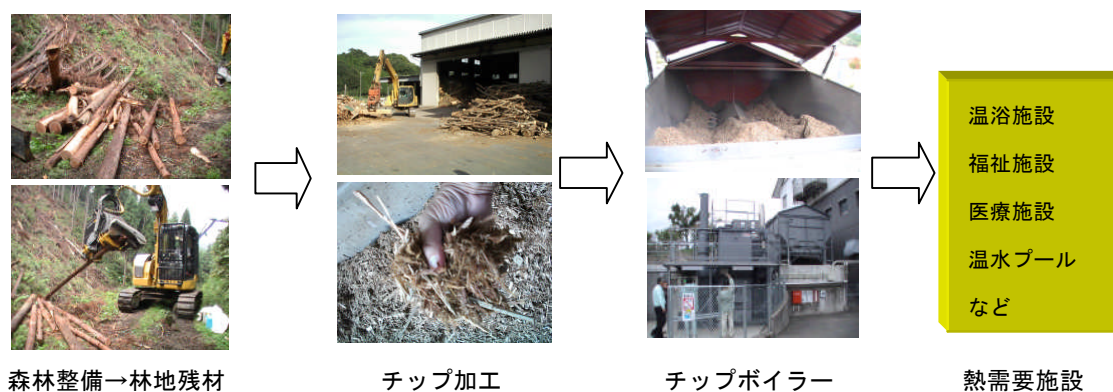 温浴施設
福祉施設
医療施設
温水プール
など
森林整備→林地残材
チップ加工
チップボイラー
熱需要施設